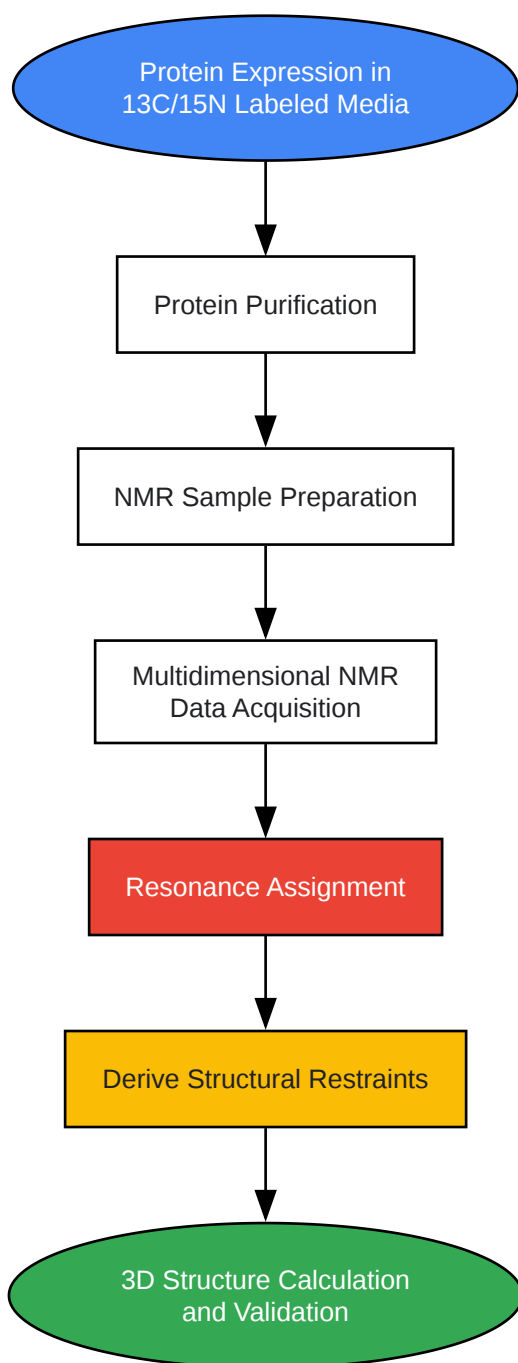 Protein Expression in
13C/15N Labeled Media
Protein Purification
NMR Sample Preparation
Multidimensional NMR
Data Acquisition
Resonance Assignment
Derive Structural Restraints
3D Structure Calculation
and Validation